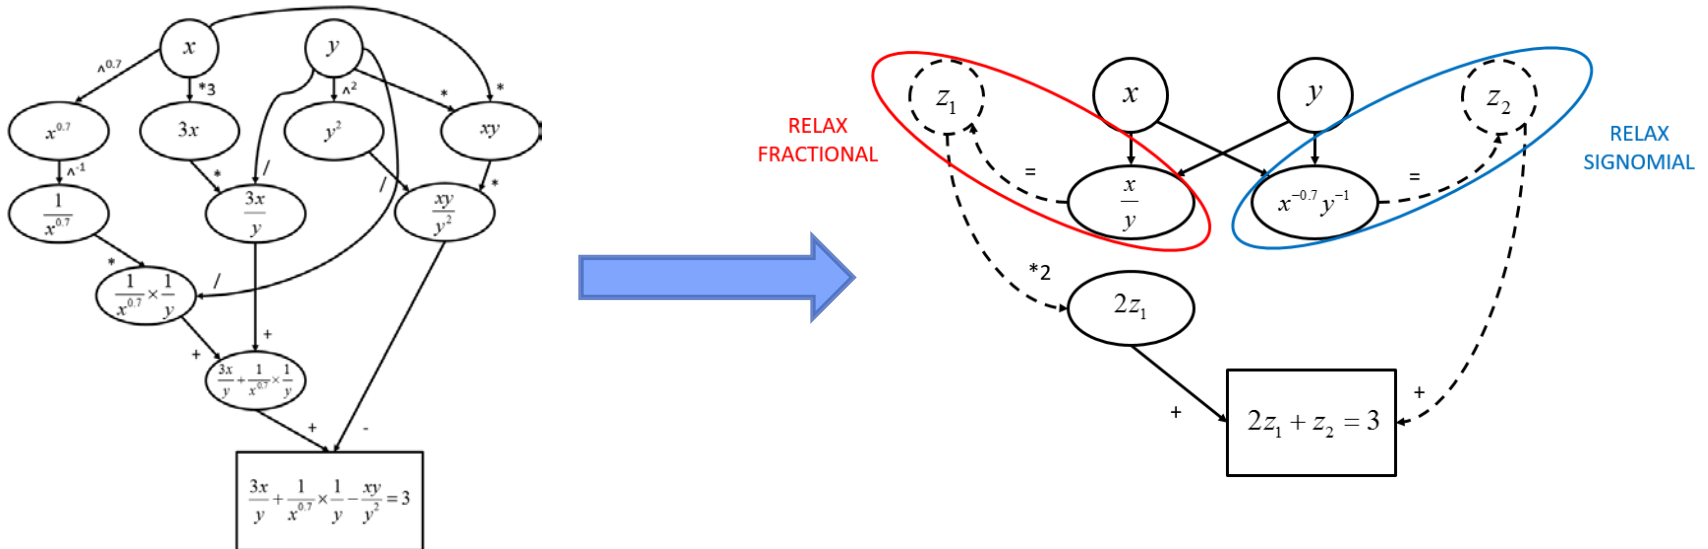 x
y
^0.7
*3
^2
*
*
x^0.7
3x
y^2
xy
^-1
*
/
/
*
1/x^0.7
3x/y
xy/y^2
*
/
1/x^0.7 × 1/y
+
+
3x/y + 1/x^0.7 × 1/y
+
-
3x/y + 1/x^0.7 × 1/y − xy/y^2 = 3
z_1
x
y
z_2
RELAX
FRACTIONAL
RELAX
SIGNOMIAL
=
=
x/y
x^−0.7 y^−1
*2
2z_1
+
+
2z_1 + z_2 = 3